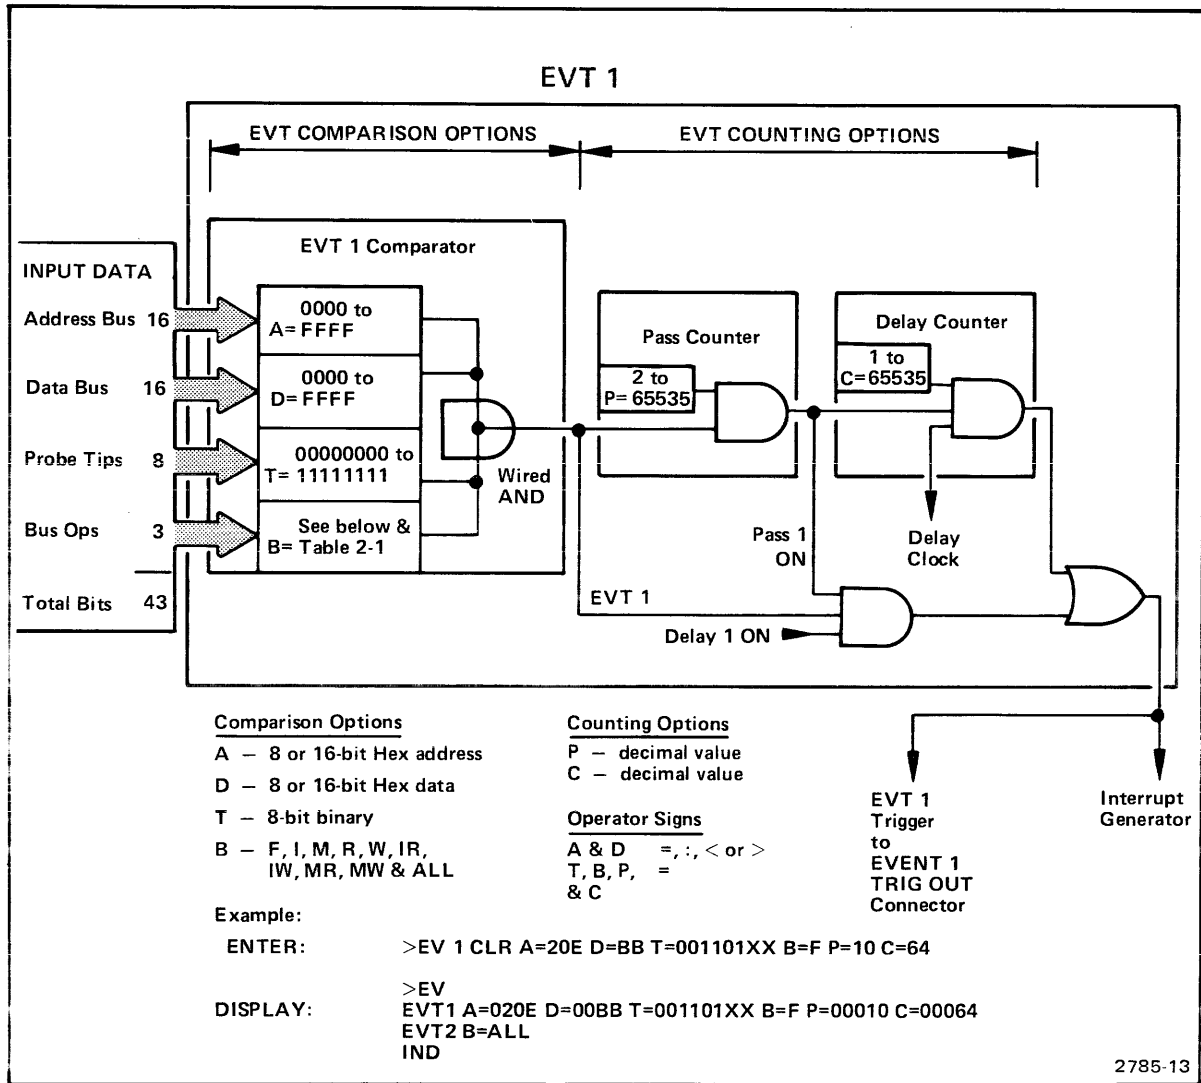 EVT 1
EVT COMPARISON OPTIONS
EVT COUNTING OPTIONS
EVT 1 Comparator
INPUT DATA
Address Bus 16
0000 to
A= FFFF
Data Bus 16
0000 to
D= FFFF
Probe Tips 8
00000000 to
T= 11111111
Bus Ops 3
See below &
B= Table 2-1
Total Bits 43
Wired
AND
Pass Counter
2 to
P= 65535
Delay Counter
1 to
C=65535
Pass 1
ON
Delay
Clock
EVT 1
Delay 1 ON
Comparison Options
A – 8 or 16-bit Hex address
D – 8 or 16-bit Hex data
T – 8-bit binary
B – F, I, M, R, W, IR,
IW, MR, MW & ALL
Counting Options
P – decimal value
C – decimal value
Operator Signs
A & D =, :, < or >
T, B, P, =
& C
EVT 1
Trigger
to
EVENT 1
TRIG OUT
Connector
Interrupt
Generator
Example:
ENTER: >EV 1 CLR A=20E D=BB T=001101XX B=F P=10 C=64
>EV
DISPLAY: EVT1 A=020E D=00BB T=001101XX B=F P=00010 C=00064
EVT2 B=ALL
IND
2785-13